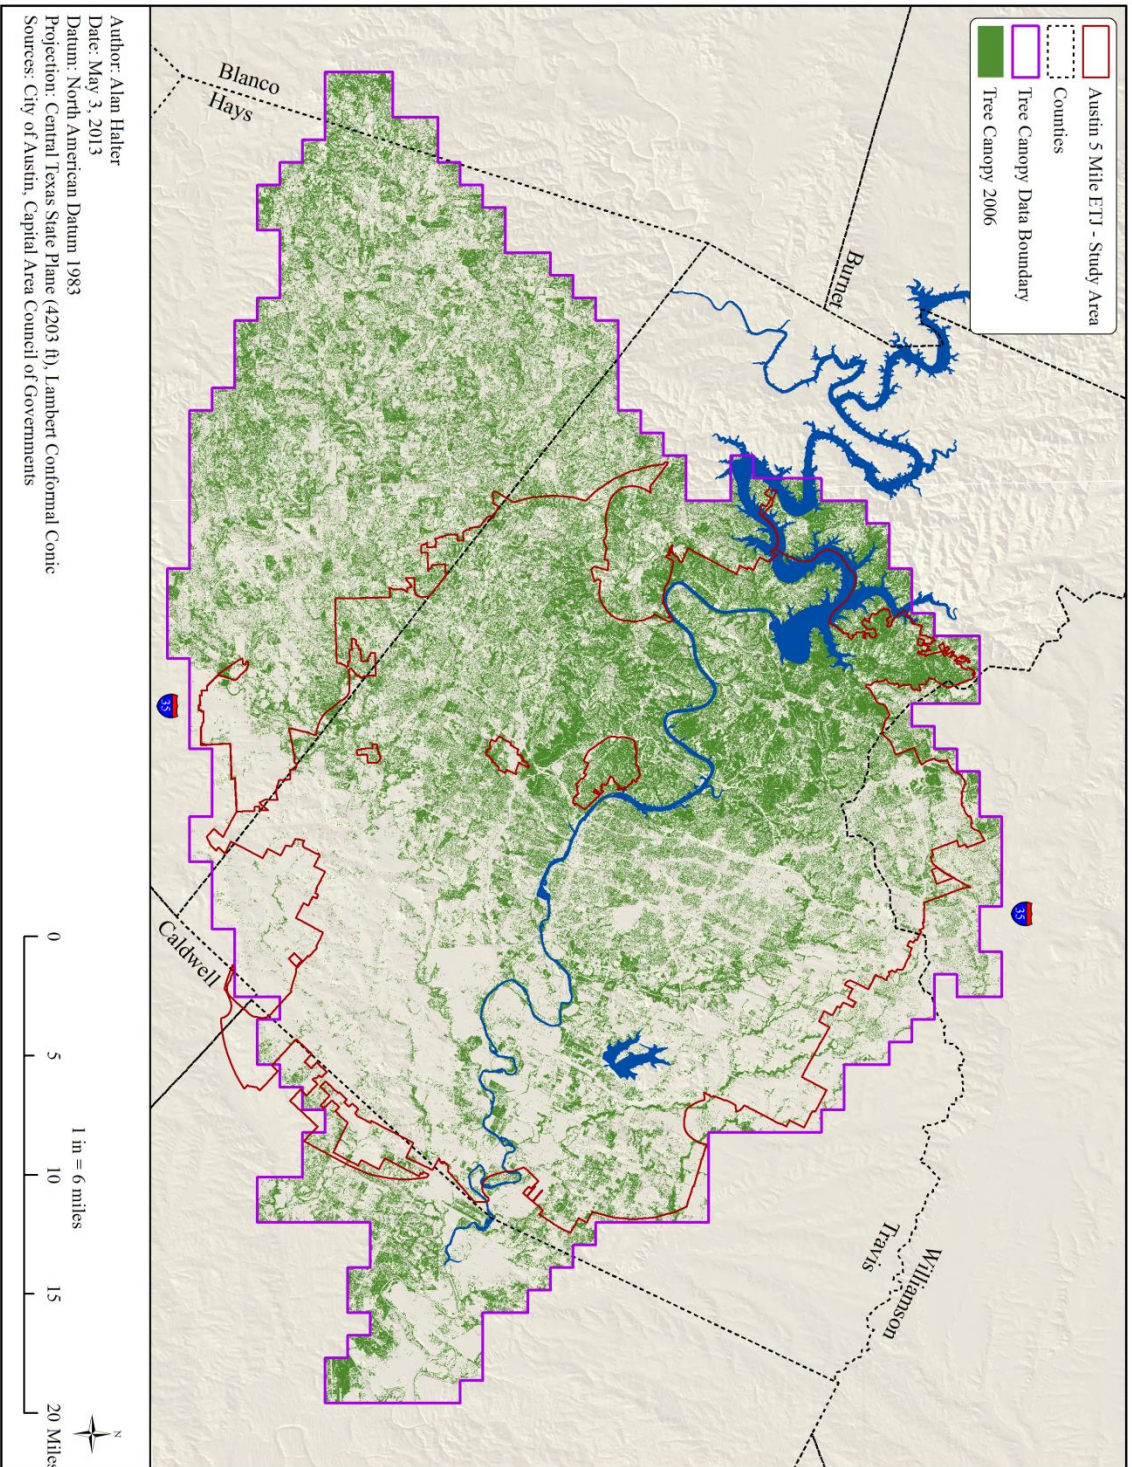 Austin 5 Mile ETJ - Study Area
Counties
Tree Canopy Data Boundary
Tree Canopy 2006
Burnet
Blanco
Hays
Williamson
Travis
35
35
Caldwell
0 5 10 15 20 Miles
1 in = 6 miles
N
Author: Alan Halter
Date: May 3, 2013
Datum: North American Datum 1983
Projection: Central Texas State Plane (4203 ft), Lambert Conformal Conic
Sources: City of Austin, Capital Area Council of Governments